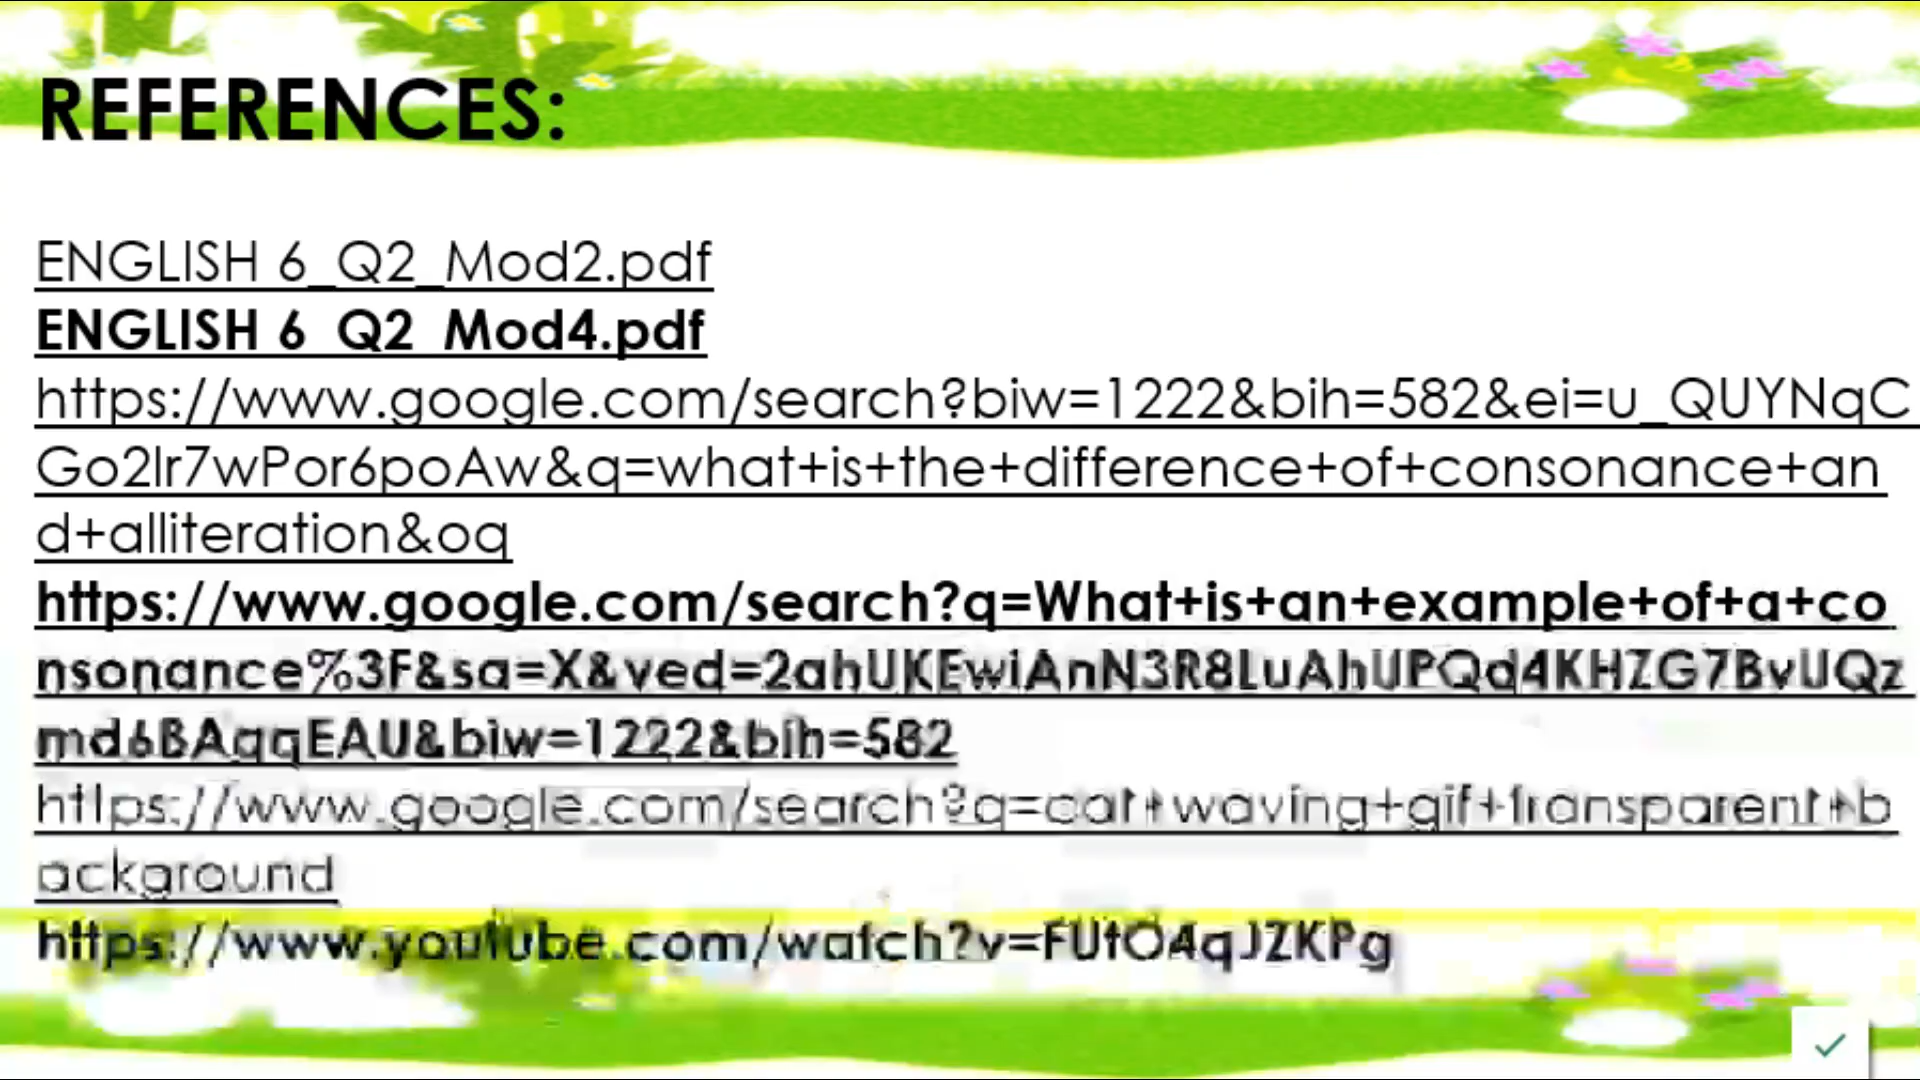 REFERENCES:
ENGLISH 6_Q2_Mod2.pdf
ENGLISH 6_Q2_Mod4.pdf
https://www.google.com/search?biw=1222&bih=582&ei=u_QUYNqC
Go2lr7wPor6poAw&q=what+is+the+difference+of+consonance+an
d+alliteration&oq
https://www.google.com/search?q=What+is+an+example+of+a+co
nsonance%3F&sa=X&ved=2ahUKEwiAnN3R8LuAhUPQd4KHZG7BvUQz
md6BAgqEAU&biw=1222&bih=582
https://www.google.com/search?q=cat+waving+gif+transparent+b
ackground
https://www.youtube.com/watch?v=FUtO4qJZKPg